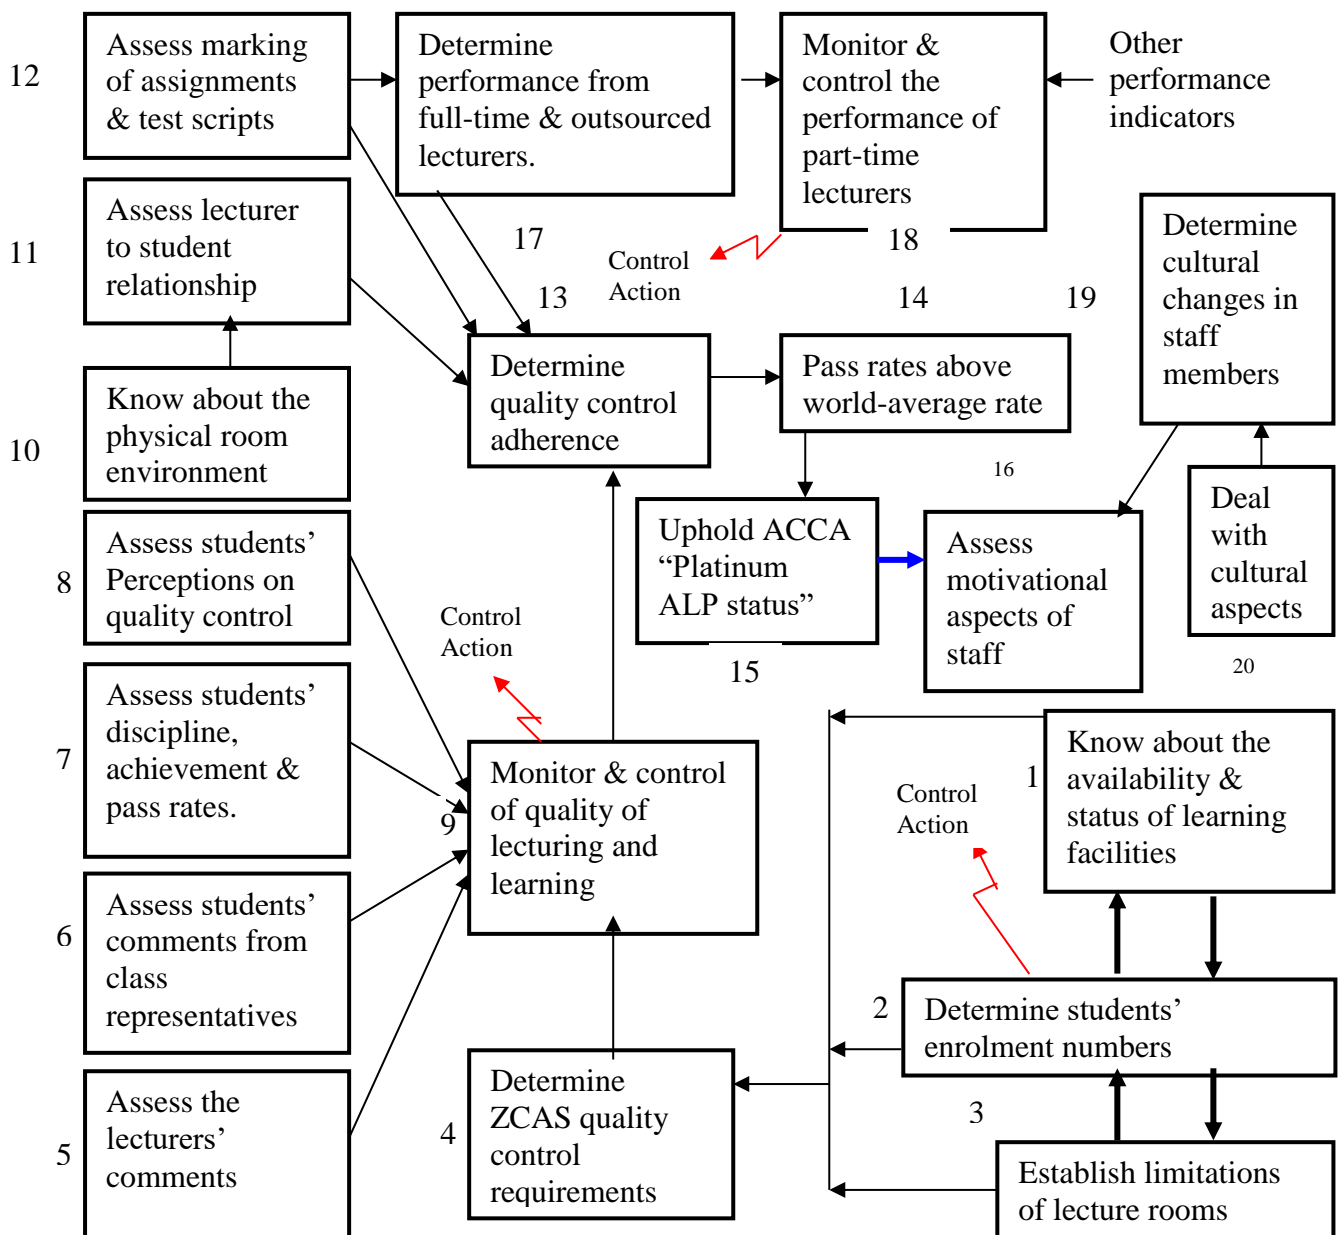 12
Assess marking
of assignments
& test scripts
Determine
performance from
full-time & outsourced
lecturers.
Monitor &
control the
performance of
part-time
lecturers
Other
performance
indicators
11
Assess lecturer
to student
relationship
17
Control
Action
18
Determine
cultural
changes in
staff
members
13
14
19
10
Know about the
physical room
environment
Determine
quality control
adherence
Pass rates above
world-average rate
16
8
Assess students’
Perceptions on
quality control
Control
Action
Uphold ACCA
“Platinum
ALP status”
15
Assess
motivational
aspects of
staff
Deal
with
cultural
aspects
20
7
Assess students’
discipline,
achievement &
pass rates.
9
Monitor & control
of quality of
lecturing and
learning
Control
Action
1
Know about the
availability &
status of learning
facilities
6
Assess students’
comments from
class
representatives
2
Determine students’
enrolment numbers
5
Assess the
lecturers’
comments
4
Determine
ZCAS quality
control
requirements
3
Establish limitations
of lecture rooms